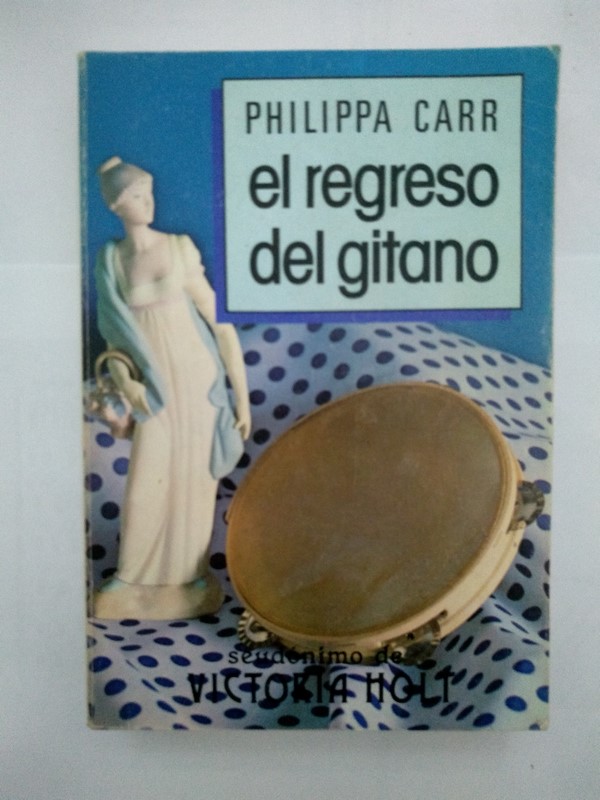 PHILIPPA CARR
el regreso
del gitano
seudónimo de
VICTORIA HOLT